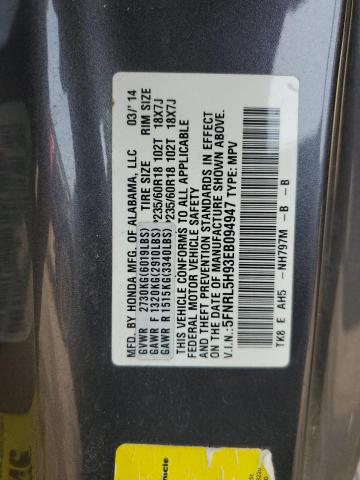 MFD. BY HONDA MFG. OF ALABAMA, LLC 03/'14
TIRE SIZE RIM SIZE
GVWR 2730KG(6019LBS)
GAWR F 1320KG(2910LBS) P235/60R18 102T 18X7J
GAWR R 1515KG(3340LBS) P235/60R18 102T 18X7J
THIS VEHICLE CONFORMS TO ALL APPLICABLE
FEDERAL MOTOR VEHICLE SAFETY
AND THEFT PREVENTION STANDARDS IN EFFECT
ON THE DATE OF MANUFACTURE SHOWN ABOVE.
V.I.N.:5FNRL5H93EB094947 TYPE: MPV
TK8 E AH5 -NH797M -B -B